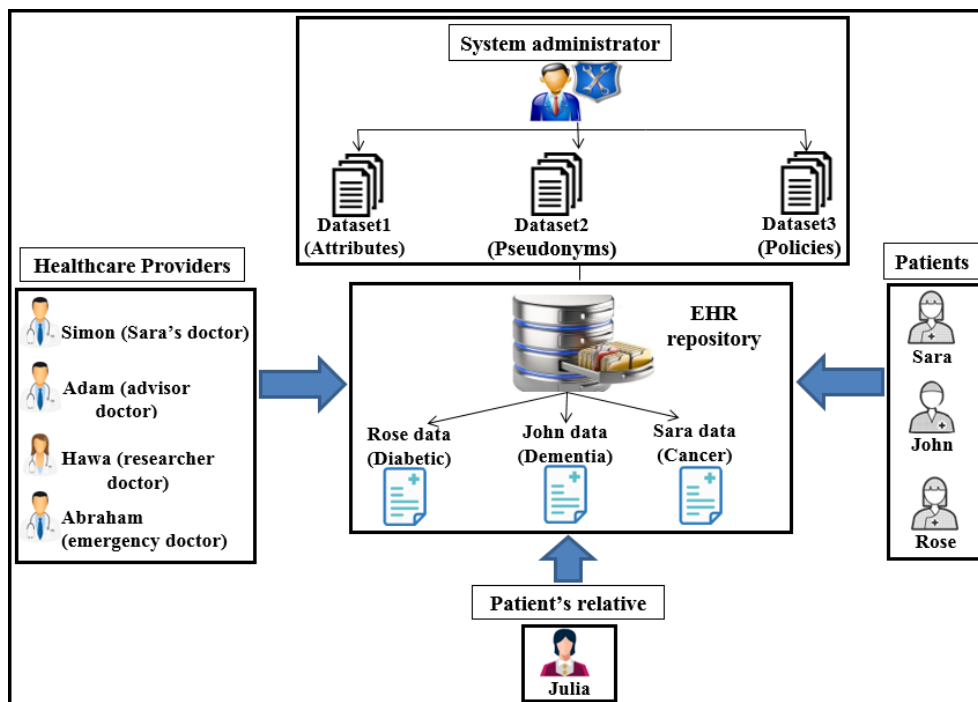 System administrator
Dataset1
(Attributes)
Dataset2
(Pseudonyms)
Dataset3
(Policies)
Healthcare Providers
Simon (Sara's doctor)
Adam (advisor
doctor)
Hawa (researcher
doctor)
Abraham
(emergency doctor)
EHR
repository
Rose data
(Diabetic)
John data
(Dementia)
Sara data
(Cancer)
Patients
Sara
John
Rose
Patient's relative
Julia